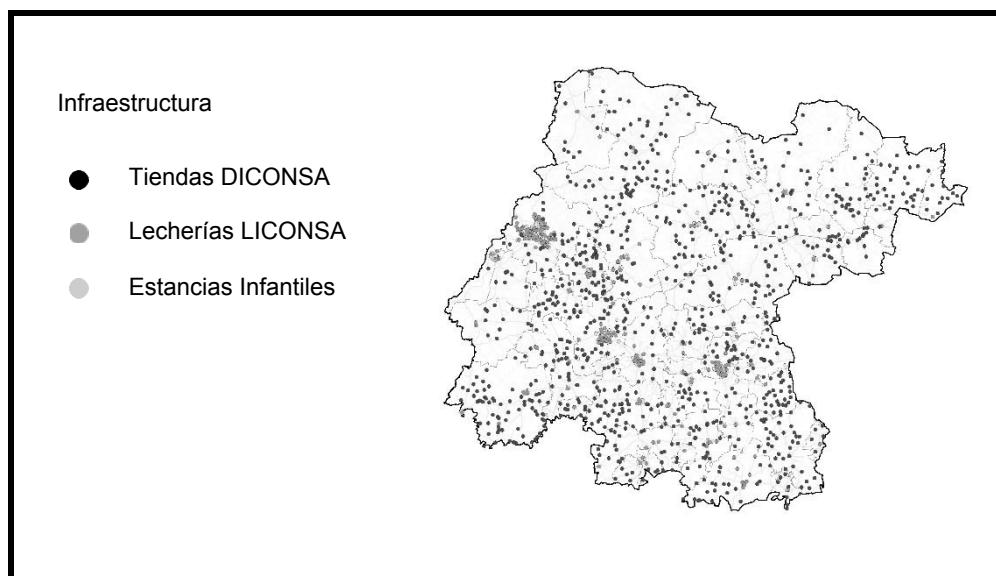 Infraestructura
Tiendas DICONSA
Lecherías LICONSA
Estancias Infantiles